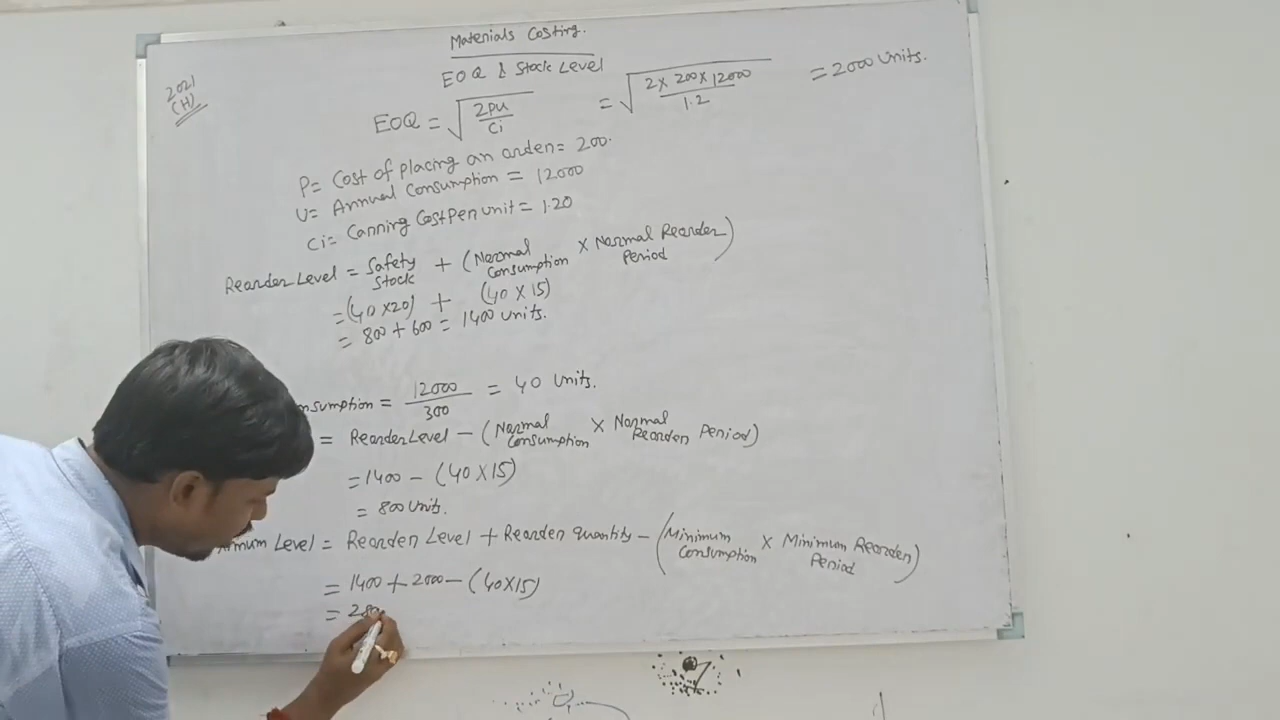 Materials Costing.
EOQ & Stock Level
2021
(H)
EOQ = √(2PU / Ci) = √(2 × 200 × 12000 / 1.2) = 2000 Units.
P = Cost of placing an order = 200.
U = Annual Consumption = 12000
Ci = Carrying Cost Per unit = 1.20
Reorder Level = Safety Stock + (Normal Consumption × Normal Reorder Period)
= (40 × 20) + (40 × 15)
= 800 + 600 = 1400 units.
nsumption = 12000 / 300 = 40 Units.
= Reorder Level - (Normal Consumption × Normal Reorder Period)
= 1400 - (40 × 15)
= 800 Units.
mum Level = Reorder Level + Reorder quantity - (Minimum Consumption × Minimum Reorder Period)
= 1400 + 2000 - (40 × 15)
= 280